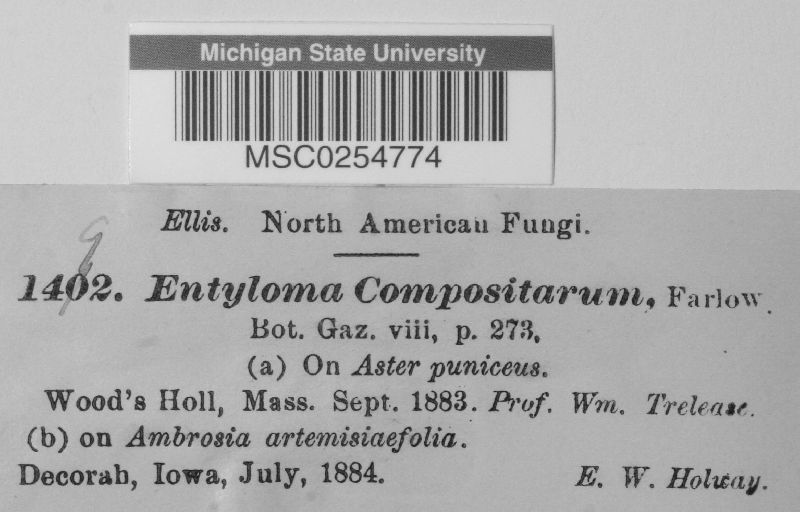 Michigan State University
MSC0254774
Ellis. North American Fungi.
9
1402. Entyloma Compositarum, Farlow.
Bot. Gaz. viii, p. 273.
(a) On Aster puniceus.
Wood's Holl, Mass. Sept. 1883. Prof. Wm. Trelease.
(b) on Ambrosia artemisiaefolia.
Decorah, Iowa, July, 1884. E. W. Holway.